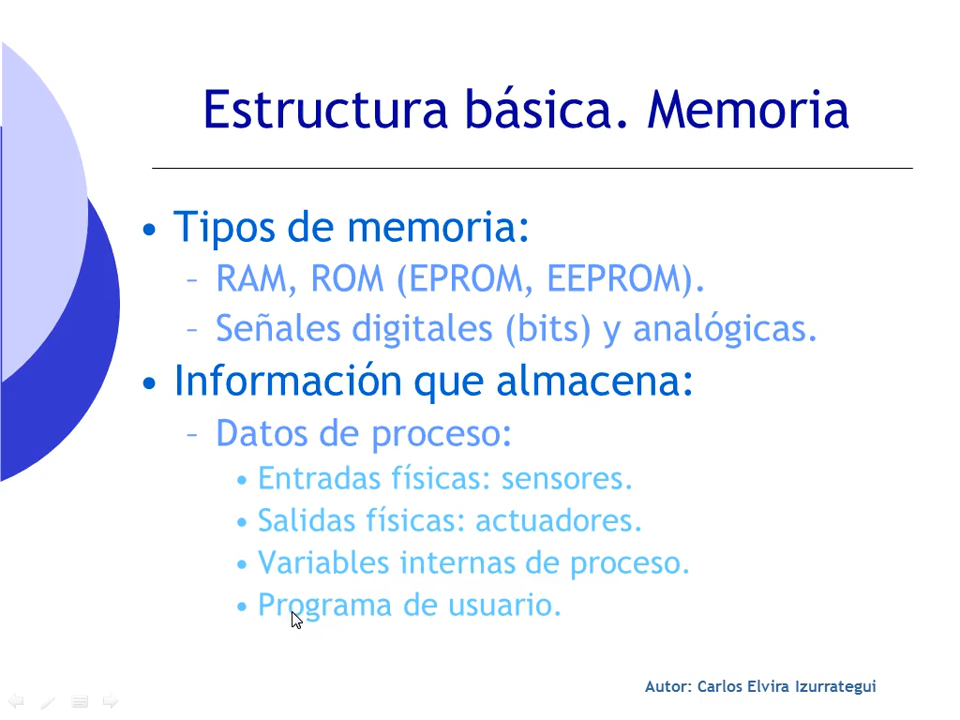 Estructura básica. Memoria
• Tipos de memoria:
– RAM, ROM (EPROM, EEPROM).
– Señales digitales (bits) y analógicas.
• Información que almacena:
– Datos de proceso:
• Entradas físicas: sensores.
• Salidas físicas: actuadores.
• Variables internas de proceso.
• Programa de usuario.
Autor: Carlos Elvira Izurrategui